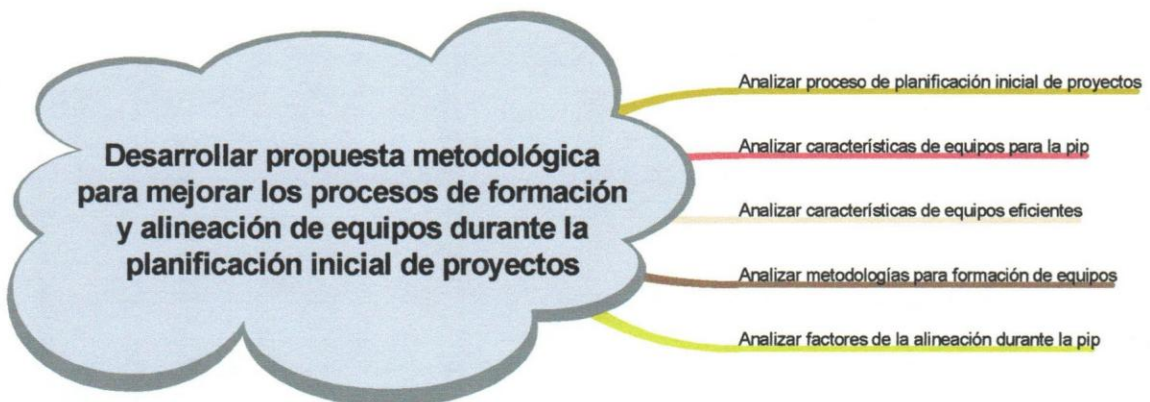 Desarrollar propuesta metodológica
para mejorar los procesos de formación
y alineación de equipos durante la
planificación inicial de proyectos
Analizar proceso de planificación inicial de proyectos
Analizar características de equipos para la pip
Analizar características de equipos eficientes
Analizar metodologías para formación de equipos
Analizar factores de la alineación durante la pip